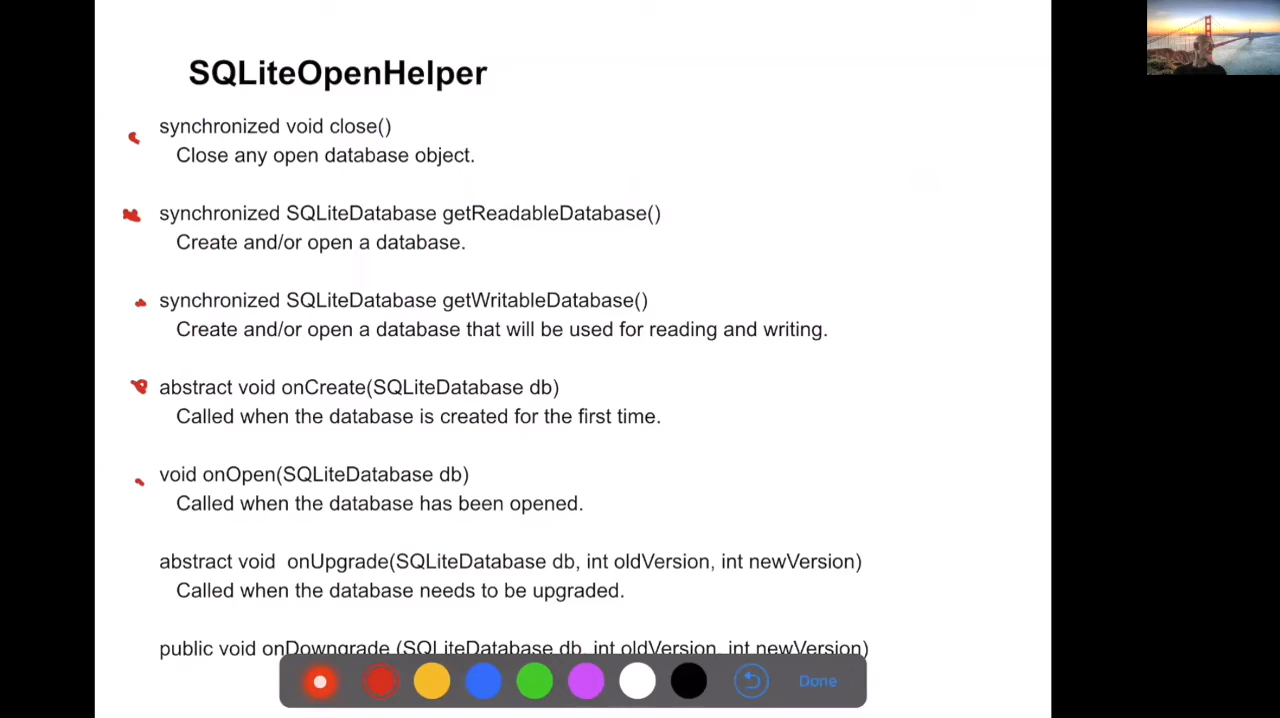 SQLiteOpenHelper
synchronized void close()
Close any open database object.
synchronized SQLiteDatabase getReadableDatabase()
Create and/or open a database.
synchronized SQLiteDatabase getWritableDatabase()
Create and/or open a database that will be used for reading and writing.
abstract void onCreate(SQLiteDatabase db)
Called when the database is created for the first time.
void onOpen(SQLiteDatabase db)
Called when the database has been opened.
abstract void  onUpgrade(SQLiteDatabase db, int oldVersion, int newVersion)
Called when the database needs to be upgraded.
public void onDowngrade (SQLiteDatabase db, int oldVersion, int newVersion)
Done